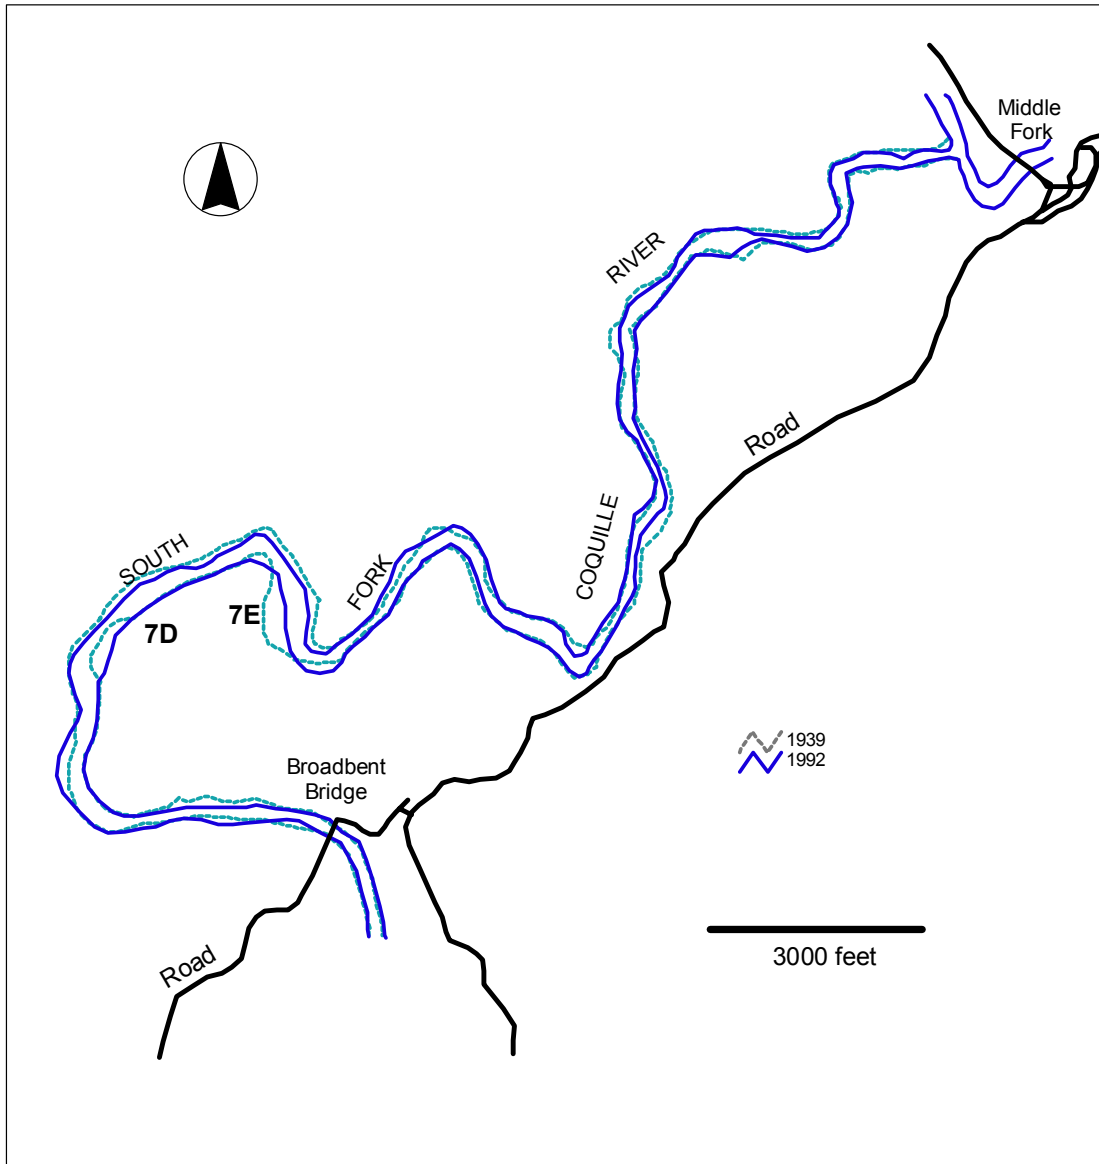 Middle
Fork
RIVER
Road
COQUILLE
SOUTH
FORK
7E
7D
1939
1992
Broadbent
Bridge
Road
3000 feet